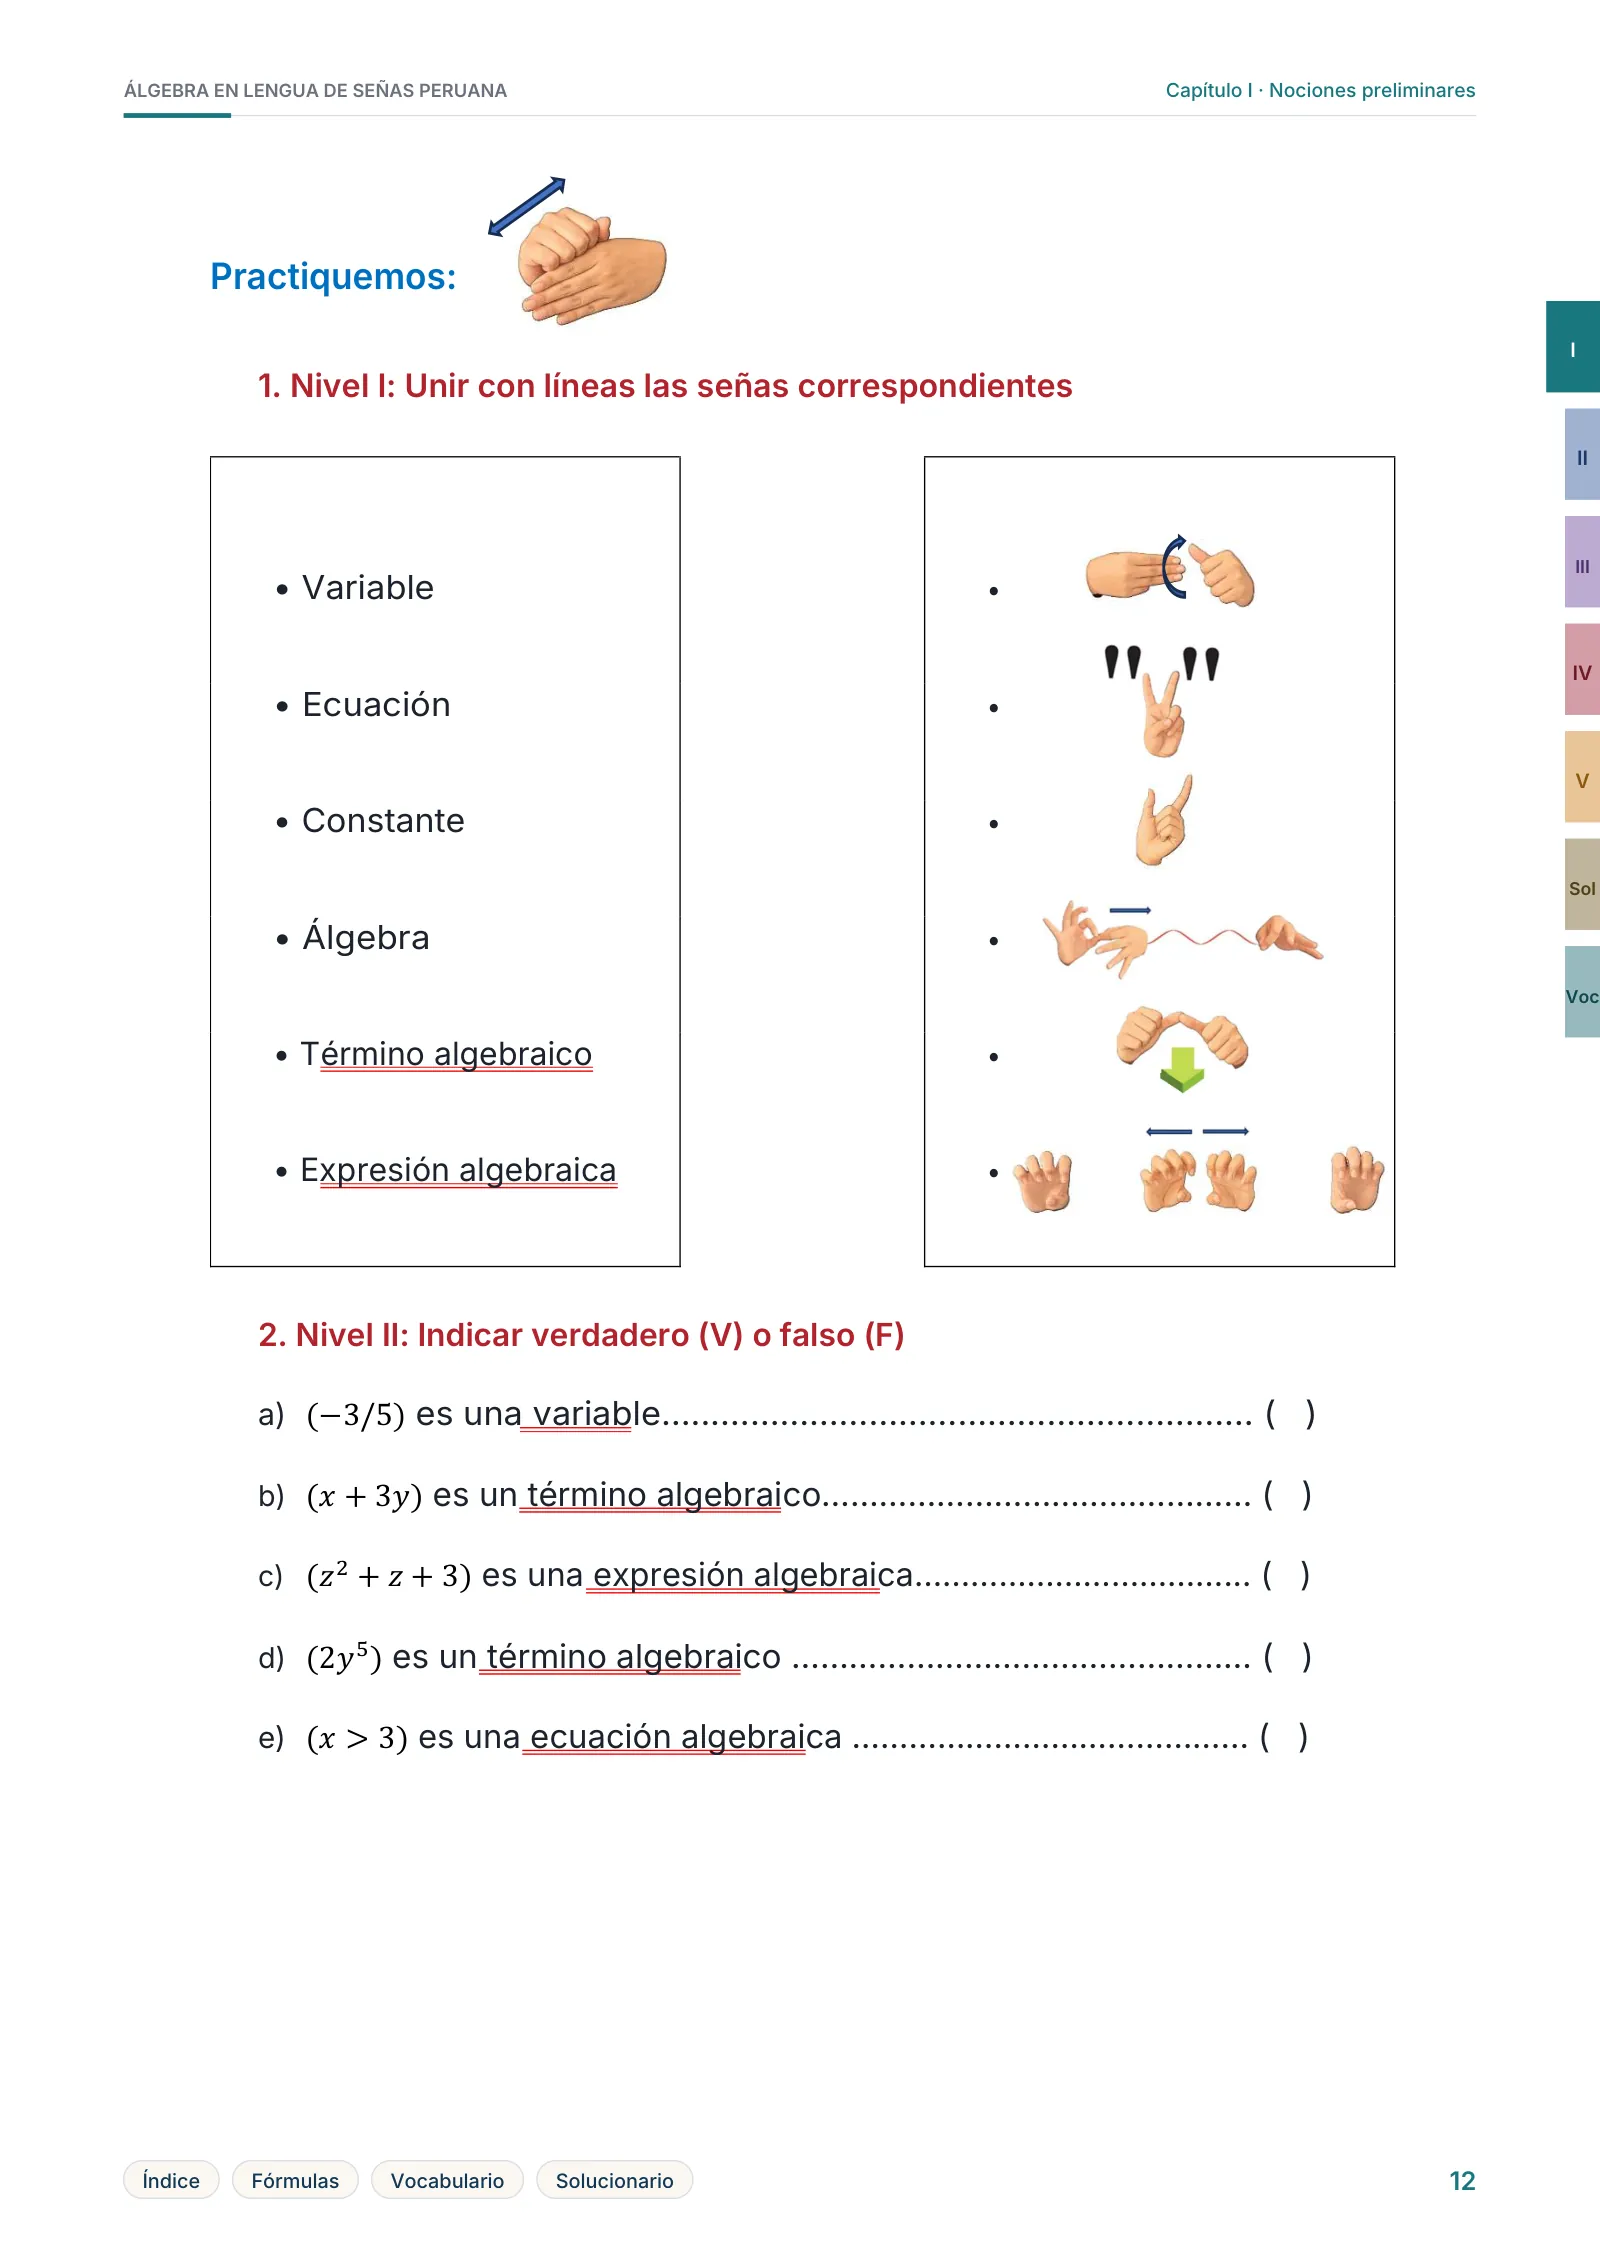 ÁLGEBRA EN LENGUA DE SEÑAS PERUANA
Capítulo I · Nociones preliminares
Practiquemos:
1. Nivel I: Unir con líneas las señas correspondientes
• Variable
• Ecuación
• Constante
• Álgebra
• Término algebraico
• Expresión algebraica
" "
2. Nivel II: Indicar verdadero (V) o falso (F)
a) (−3/5) es una variable............................................................ ( )
b) (x + 3y) es un término algebraico............................................ ( )
c) (z² + z + 3) es una expresión algebraica................................... ( )
d) (2y⁵) es un término algebraico ............................................... ( )
e) (x > 3) es una ecuación algebraica ......................................... ( )
I
II
III
IV
V
Sol
Voc
Índice
Fórmulas
Vocabulario
Solucionario
12